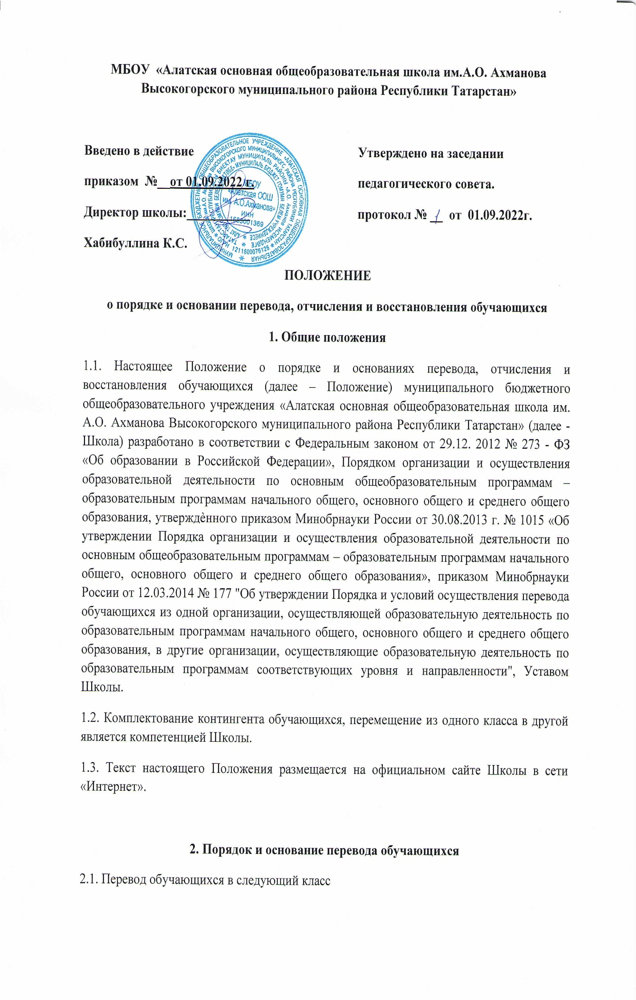 МБОУ «Алатская основная общеобразовательная школа им.А.О. Ахманова
Высокогорского муниципального района Республики Татарстан»
Введено в действие
приказом №__от 01.09.2022 г.
Директор школы:__________
Хабибуллина К.С.
МБОУ
«Алатская ООШ
им. А.О.Ахманова»
ИНН
Утверждено на заседании
педагогического совета.
протокол № 1 от 01.09.2022г.
ПОЛОЖЕНИЕ
о порядке и основании перевода, отчисления и восстановления обучающихся
1. Общие положения
1.1. Настоящее Положение о порядке и основаниях перевода, отчисления и
восстановления обучающихся (далее – Положение) муниципального бюджетного
общеобразовательного учреждения «Алатская основная общеобразовательная школа им.
А.О. Ахманова Высокогорского муниципального района Республики Татарстан» (далее -
Школа) разработано в соответствии с Федеральным законом от 29.12. 2012 № 273 - ФЗ
«Об образовании в Российской Федерации», Порядком организации и осуществления
образовательной деятельности по основным общеобразовательным программам –
образовательным программам начального общего, основного общего и среднего общего
образования, утверждѐнного приказом Минобрнауки России от 30.08.2013 г. № 1015 «Об
утверждении Порядка организации и осуществления образовательной деятельности по
основным общеобразовательным программам – образовательным программам начального
общего, основного общего и среднего общего образования», приказом Минобрнауки
России от 12.03.2014 № 177 "Об утверждении Порядка и условий осуществления перевода
обучающихся из одной организации, осуществляющей образовательную деятельность по
образовательным программам начального общего, основного общего и среднего общего
образования, в другие организации, осуществляющие образовательную деятельность по
образовательным программам соответствующих уровня и направленности", Уставом
Школы.
1.2. Комплектование контингента обучающихся, перемещение из одного класса в другой
является компетенцией Школы.
1.3. Текст настоящего Положения размещается на официальном сайте Школы в сети
«Интернет».
2. Порядок и основание перевода обучающихся
2.1. Перевод обучающихся в следующий класс